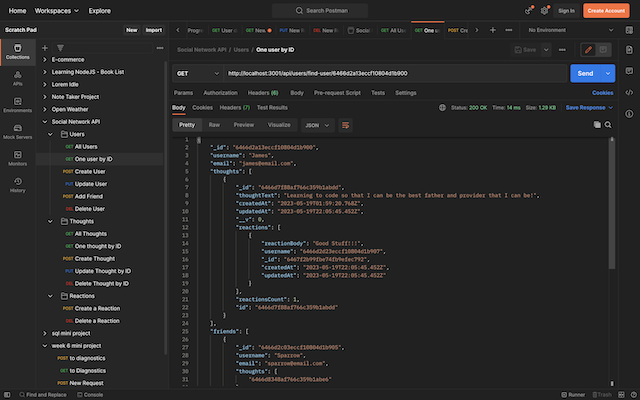 Home Workspaces Explore Search Postman Sign In Create Account
Scratch Pad New Import
Progre User U New New R Socia All Us One u Cre No Environment
Collections
APIs
Environments
Mock Servers
Monitors
History
E-commerce
Learning NodeJS - Book List
Lorem Idle
Note Taker Project
Open Weather
Social Network API
Users
GET All Users
GET One user by ID
POST Create User
PUT Update User
POST Add Friend
DEL Delete User
Thoughts
GET All Thoughts
GET One thought by ID
POST Create Thought
PUT Update Thought by ID
DEL Delete Thought by ID
Reactions
POST Create a Reaction
DEL Delete a Reaction
sql mini project
week 6 mini project
POST to diagnostics
GET to Diagnostics
POST New Request
Social Network API / Users / One user by ID Save
GET http://localhost:3001/api/users/find-user/6466d2a13eccf10804d1b900 Send
Params Authorization Headers (6) Body Pre-request Script Tests Settings Cookies
Body Cookies Headers (7) Test Results Status: 200 OK Time: 14 ms Size: 1.29 KB Save Response
Pretty Raw Preview Visualize JSON
1 {
2 "_id": "6466d2a13eccf10804d1b900",
3 "username": "James",
4 "email": "james@email.com",
5 "thoughts": [
6 {
7 "_id": "6466d7f88af766c359b1abdd",
8 "thoughtText": "Learning to code so that I can be the best father and provider that I can be!",
9 "createdAt": "2023-05-19T01:59:20.768Z",
10 "updatedAt": "2023-05-19T22:05:45.452Z",
11 "__v": 0,
12 "reactions": [
13 {
14 "reactionBody": "Good Stuff!!!",
15 "username": "6466d2d23eccf10804d1b907",
16 "_id": "6467f2b99fbe74fb9efec792",
17 "createdAt": "2023-05-19T22:05:45.452Z",
18 "updatedAt": "2023-05-19T22:05:45.452Z"
19 }
20 ],
21 "reactionsCount": 1,
22 "id": "6466d7f88af766c359b1abdd"
23 }
24 ],
25 "friends": [
26 {
27 "_id": "6466d2c03eccf10804d1b905",
28 "username": "Sparrow",
29 "email": "sparrow@email.com",
30 "thoughts": [
31 "6466d8348af766c359b1abe6"
Find and Replace Console Runner Trash